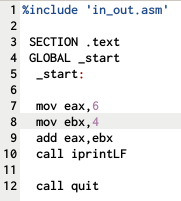 1 %include 'in_out.asm'
2
3 SECTION .text
4 GLOBAL _start
5 _start:
6
7 mov eax,6
8 mov ebx,4
9 add eax,ebx
10 call iprintLF
11
12 call quit